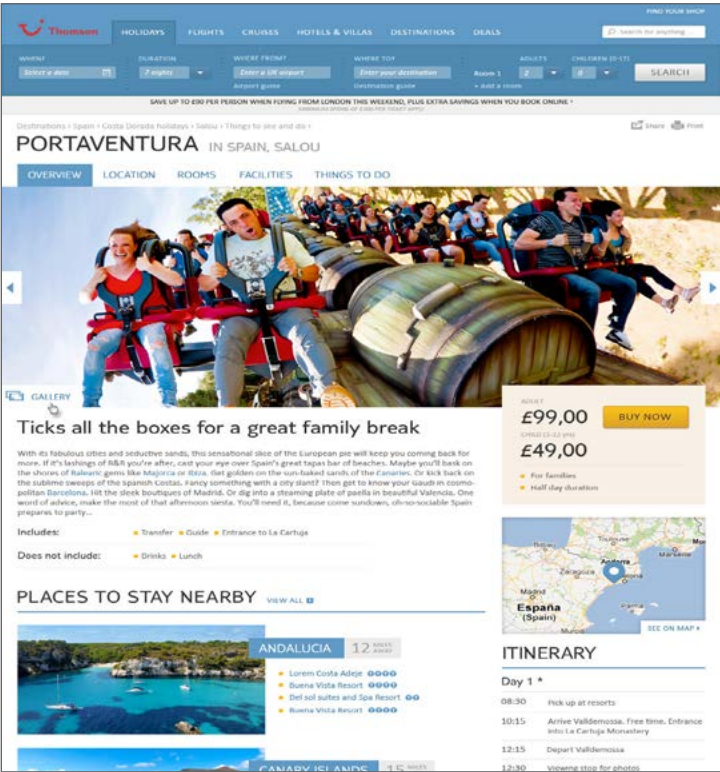 FIND YOUR SHOP
Thomson
HOLIDAYS FLIGHTS CRUISES HOTELS & VILLAS DESTINATIONS DEALS
Search for anything ...
WHEN? DURATION WHERE FROM? WHERE TO? ADULTS CHILDREN (0-17)
Select a date 7 nights Enter a UK airport Enter your destination Room 1 2 0 SEARCH
Airport guide Destination guide + Add a room
SAVE UP TO £90 PER PERSON WHEN FLYING FROM LONDON THIS WEEKEND, PLUS EXTRA SAVINGS WHEN YOU BOOK ONLINE
Destinations › Spain › Costa Dorada holidays › Salou › Things to see and do ›
Share Print
PORTAVENTURA IN SPAIN, SALOU
OVERVIEW LOCATION ROOMS FACILITIES THINGS TO DO
GALLERY
Ticks all the boxes for a great family break
With its fabulous cities and seductive sands, this sensational slice of the European pie will keep you coming back for
more. If it's lashings of R&R you're after, cast your eye over Spain's great tapas bar of beaches. Maybe you'll bask on
the shores of Balearic gems like Majorca or Ibiza. Get golden on the sun-baked sands of the Canaries. Or kick back on
the sublime sweeps of the Spanish Costas. Fancy something with a city slant? Then get to know your Gaudi in cosmo-
politan Barcelona. Hit the sleek boutiques of Madrid. Or dig into a steaming plate of paella in beautiful Valencia. One
word of advice, make the most of that afternoon siesta. You'll need it, because come sundown, oh-so-sociable Spain
prepares to party...
Includes: Transfer Guide Entrance to La Cartuja
Does not include: Drinks Lunch
ADULT
£99,00 BUY NOW
CHILD (2-12 yrs)
£49,00
For families
Half day duration
Bilbao
Toulouse
Marseille
Andorra
Zaragoza
Madrid
España
(Spain)
Palma
Murcia
SEE ON MAP
PLACES TO STAY NEARBY VIEW ALL
ANDALUCIA 12 MILES AWAY
Lorem Costa Adeje
Buena Vista Resort
Del sol suites and Spa Resort
Buena Vista Resort
CANARY ISLANDS 15 MILES
ITINERARY
Day 1 *
08:30 Pick up at resorts
10:15 Arrive Valldemossa. Free time. Entrance
into La Cartuja Monastery
12:15 Depart Valldemossa
12:30 Viewing stop for photos